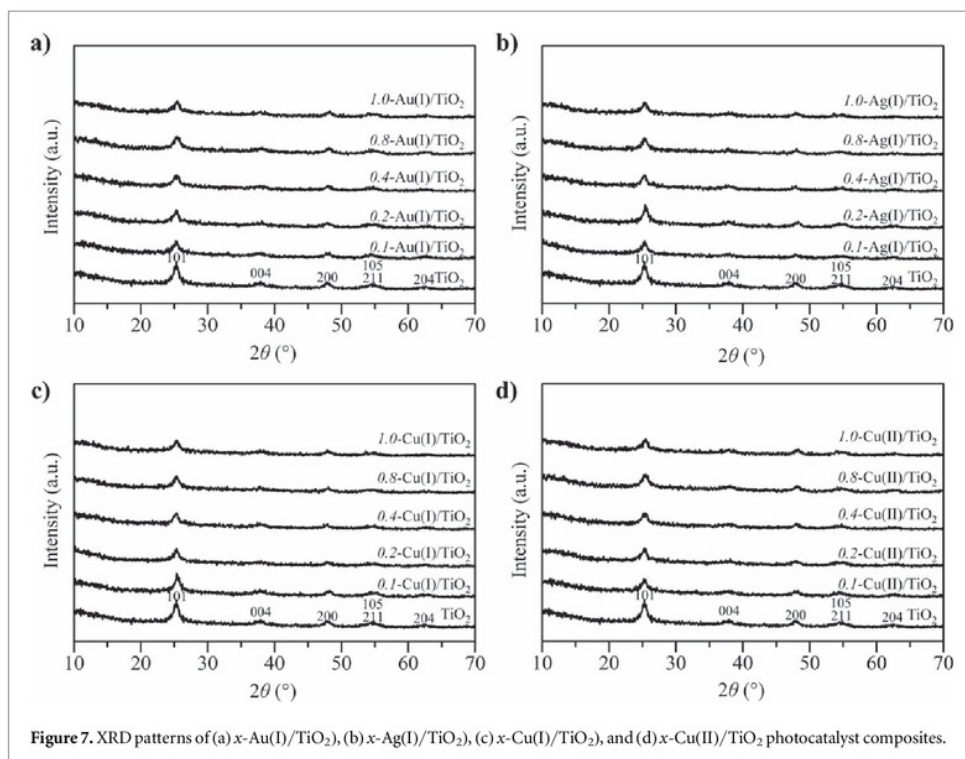 a)
Intensity (a.u.)
1.0-Au(I)/TiO2
0.8-Au(I)/TiO2
0.4-Au(I)/TiO2
0.2-Au(I)/TiO2
0.1-Au(I)/TiO2
101
004
200
105
211
204
TiO2
10 20 30 40 50 60 70
2θ (°)
b)
Intensity (a.u.)
1.0-Ag(I)/TiO2
0.8-Ag(I)/TiO2
0.4-Ag(I)/TiO2
0.2-Ag(I)/TiO2
0.1-Ag(I)/TiO2
101
004
200
105
211
204
TiO2
10 20 30 40 50 60 70
2θ (°)
c)
Intensity (a.u.)
1.0-Cu(I)/TiO2
0.8-Cu(I)/TiO2
0.4-Cu(I)/TiO2
0.2-Cu(I)/TiO2
0.1-Cu(I)/TiO2
101
004
200
105
211
204
TiO2
10 20 30 40 50 60 70
2θ (°)
d)
Intensity (a.u.)
1.0-Cu(II)/TiO2
0.8-Cu(II)/TiO2
0.4-Cu(II)/TiO2
0.2-Cu(II)/TiO2
0.1-Cu(II)/TiO2
101
004
200
105
211
204
TiO2
10 20 30 40 50 60 70
2θ (°)
Figure 7. XRD patterns of (a) x-Au(I)/TiO2), (b) x-Ag(I)/TiO2), (c) x-Cu(I)/TiO2), and (d) x-Cu(II)/TiO2 photocatalyst composites.